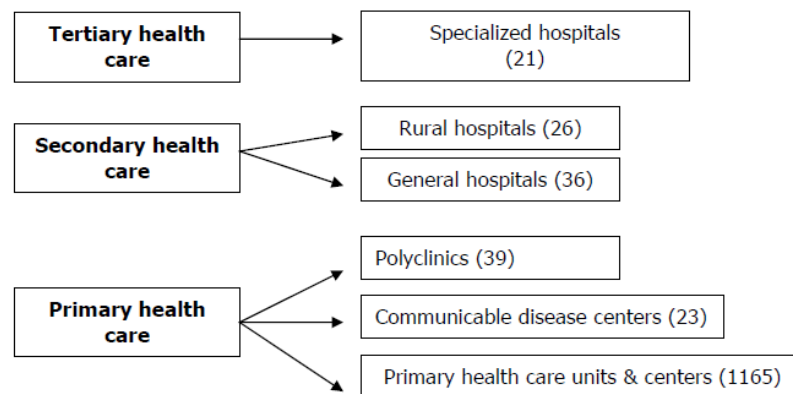 Tertiary health
care
Specialized hospitals
(21)
Secondary health
care
Rural hospitals (26)
General hospitals (36)
Primary health
care
Polyclinics (39)
Communicable disease centers (23)
Primary health care units & centers (1165)